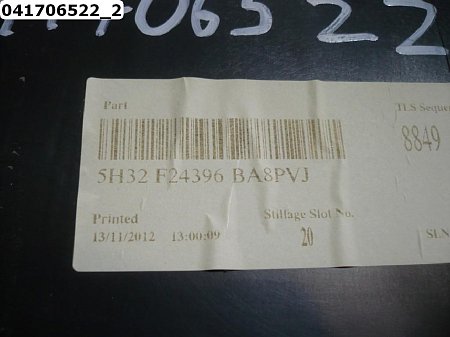 041706522_2
706522
Part
TLS Seque
5H32 F24396 BA8PVJ
8849
Printed
Stillage Slot No.
13/11/2012 13:00:09
20
SLN